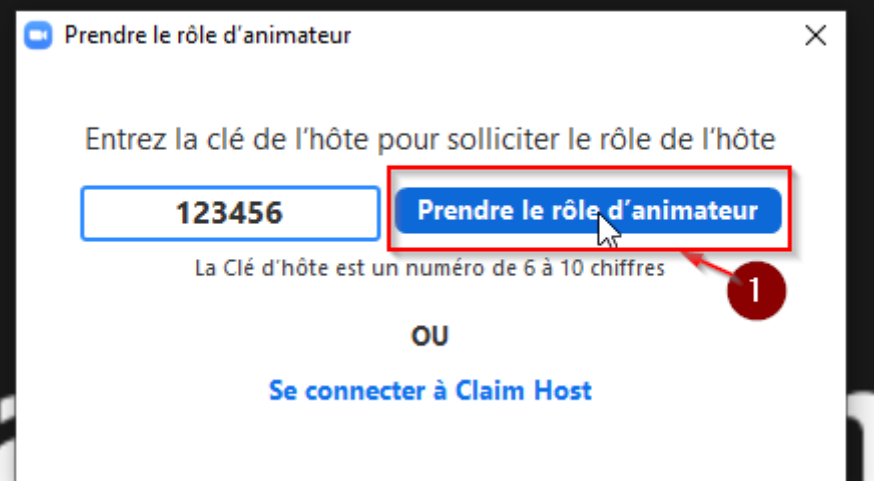 Prendre le rôle d'animateur
Entrez la clé de l'hôte pour solliciter le rôle de l'hôte
123456 Prendre le rôle d'animateur
La Clé d'hôte est un numéro de 6 à 10 chiffres
1
OU
Se connecter à Claim Host